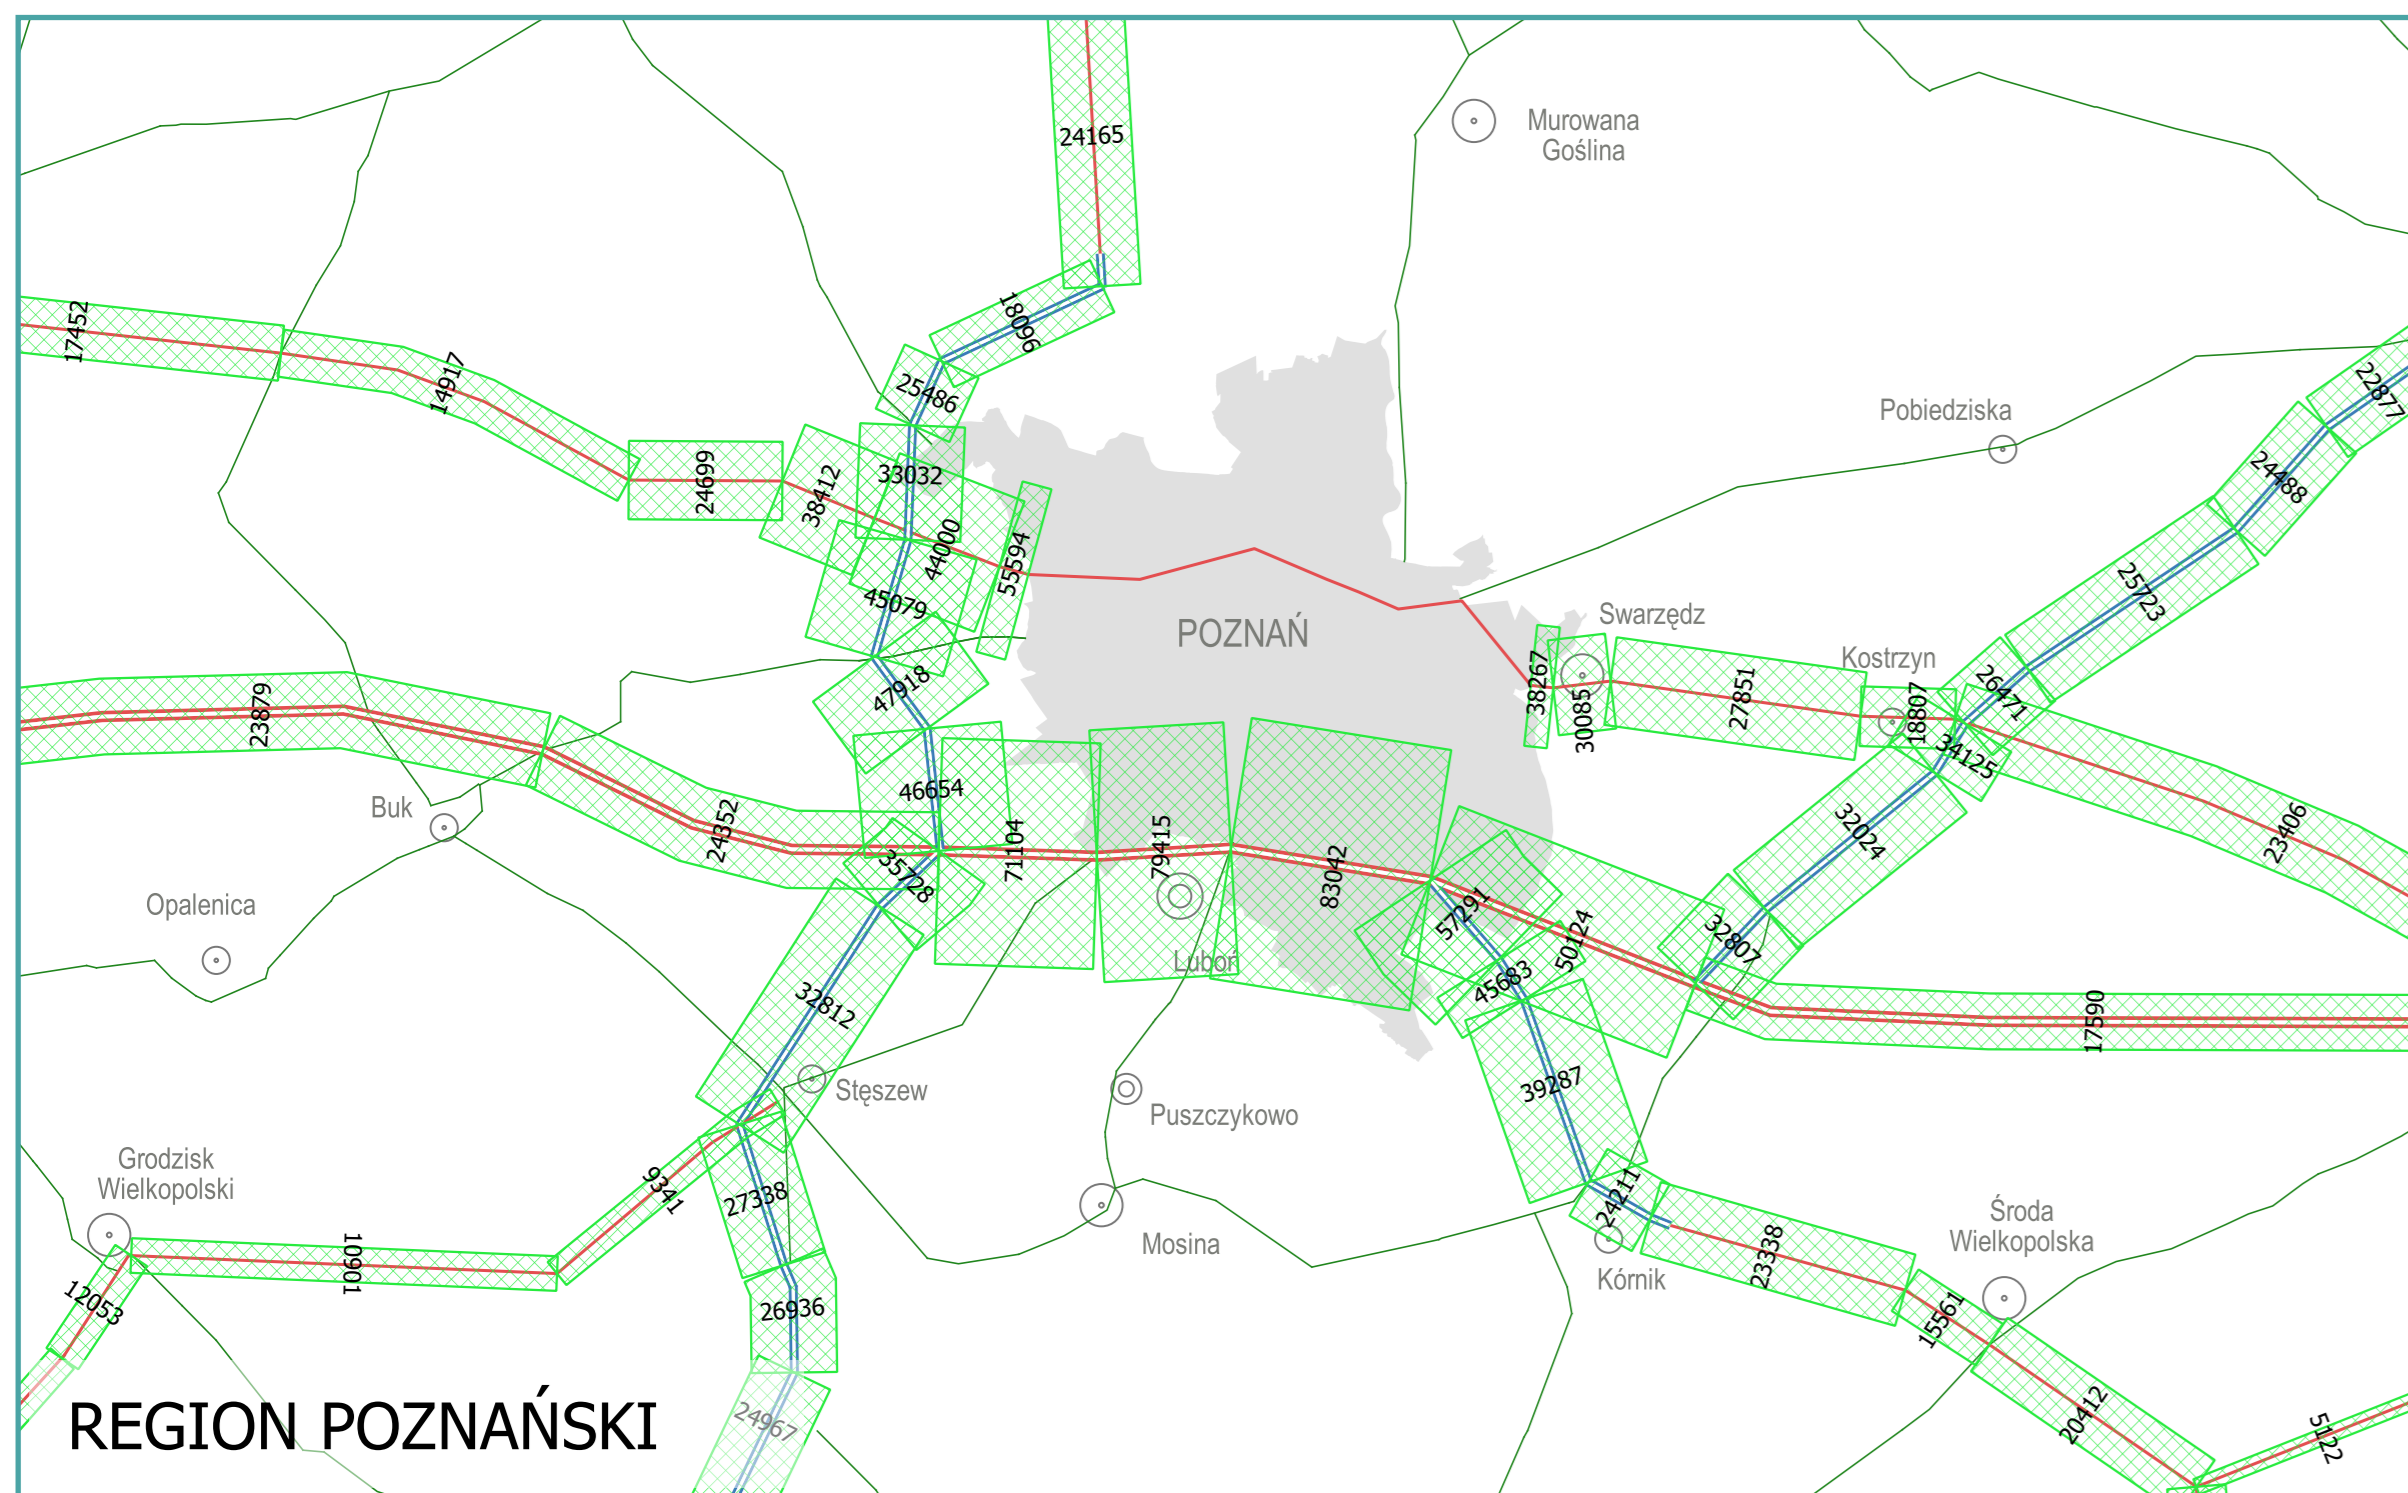 24165
Murowana
Goślina
17452
18096
14917
25486
22877
Pobiedziska
24699
38412
33032
24488
44000
55594
45079
25723
Swarzędz
POZNAŃ
Kostrzyn
47918
38267
30085
27851
18807
26471
23879
34125
46654
Buk
24352
71104
79415
83042
32024
23406
35728
Opalenica
57291
50124
32807
Luboń
45683
32812
17590
Stęszew
39287
Puszczykowo
Grodzisk
Wielkopolski
9341
27338
24211
Środa
Wielkopolska
Mosina
23338
10901
Kórnik
12053
26936
15561
24967
20412
5122
REGION POZNAŃSKI